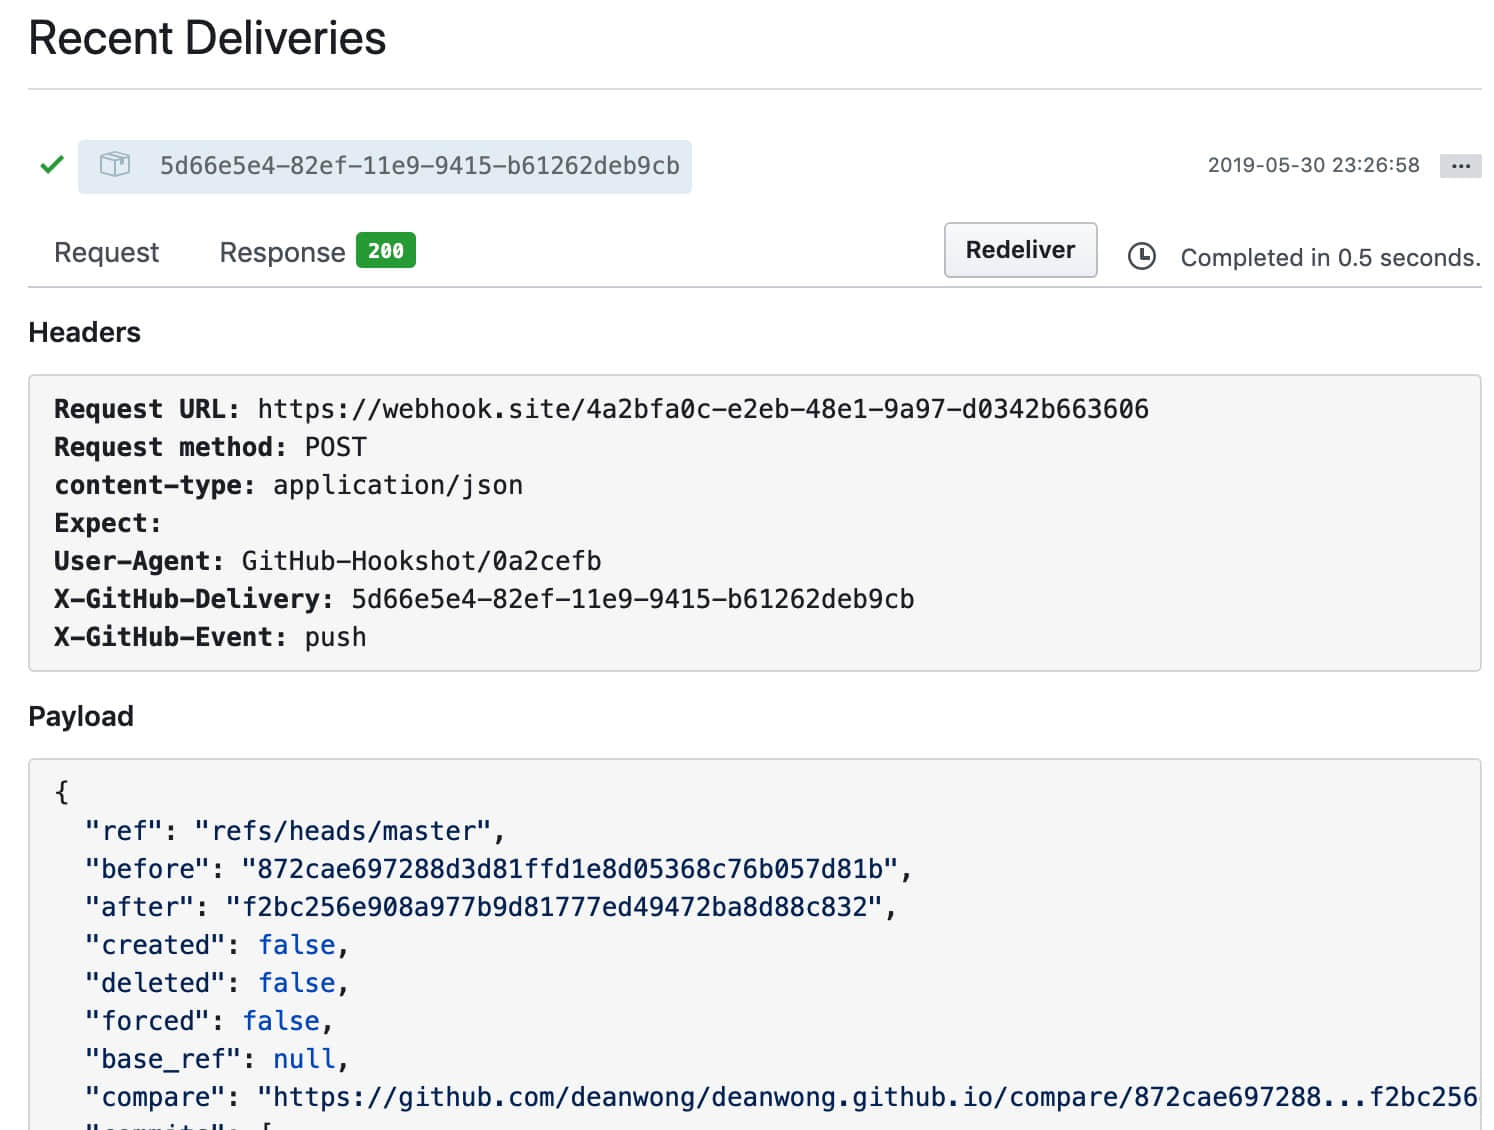 Recent Deliveries
5d66e5e4-82ef-11e9-9415-b61262deb9cb 2019-05-30 23:26:58 ...
Request Response 200 Redeliver Completed in 0.5 seconds.
Headers
Request URL: https://webhook.site/4a2bfa0c-e2eb-48e1-9a97-d0342b663606
Request method: POST
content-type: application/json
Expect:
User-Agent: GitHub-Hookshot/0a2cefb
X-GitHub-Delivery: 5d66e5e4-82ef-11e9-9415-b61262deb9cb
X-GitHub-Event: push
Payload
{
"ref": "refs/heads/master",
"before": "872cae697288d3d81ffd1e8d05368c76b057d81b",
"after": "f2bc256e908a977b9d81777ed49472ba8d88c832",
"created": false,
"deleted": false,
"forced": false,
"base_ref": null,
"compare": "https://github.com/deanwong/deanwong.github.io/compare/872cae697288...f2bc256